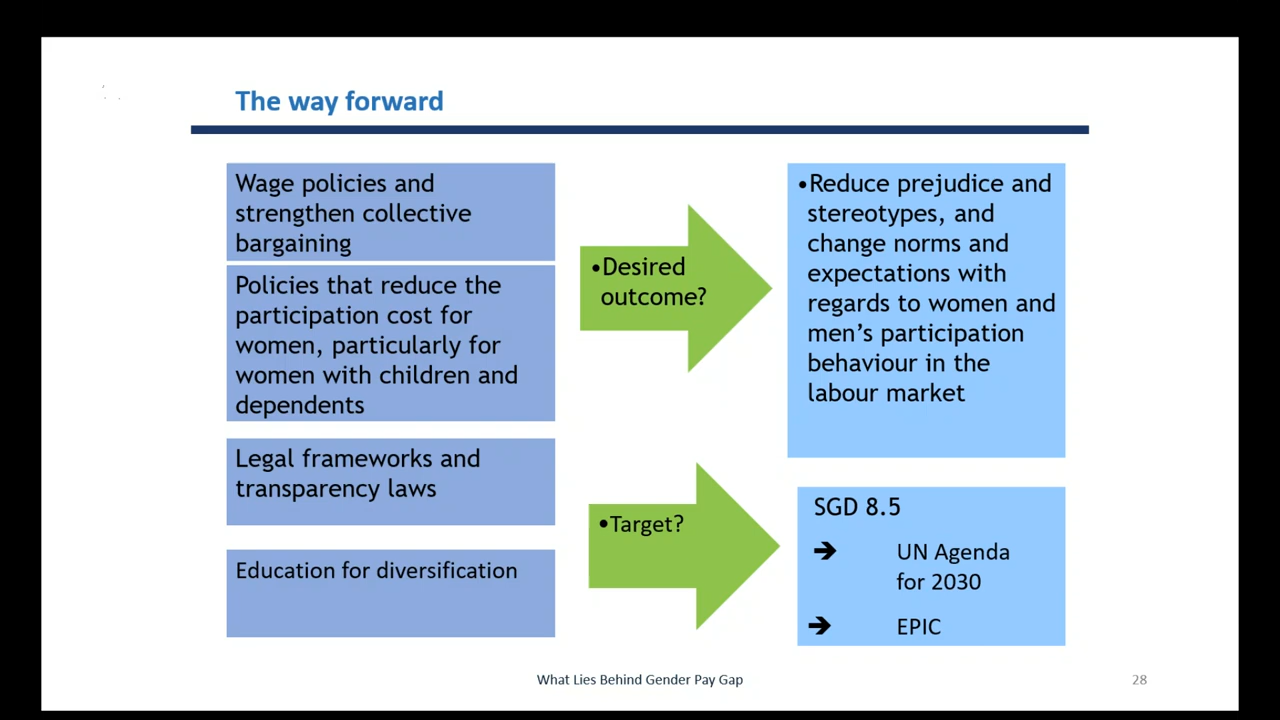 The way forward
Wage policies and
strengthen collective
bargaining
Policies that reduce the
participation cost for
women, particularly for
women with children and
dependents
Legal frameworks and
transparency laws
Education for diversification
•Desired
outcome?
•Target?
•Reduce prejudice and
stereotypes, and
change norms and
expectations with
regards to women and
men’s participation
behaviour in the
labour market
SGD 8.5
➔ UN Agenda
for 2030
➔ EPIC
What Lies Behind Gender Pay Gap
28